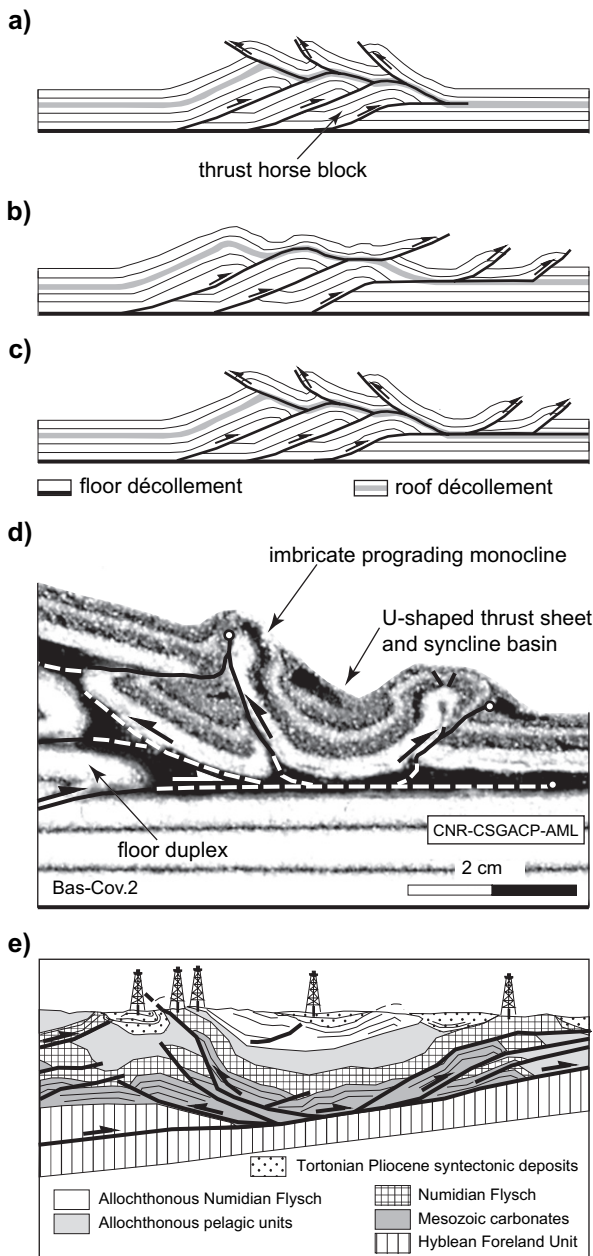 a)
thrust horse block
b)
c)
floor décollement
roof décollement
d)
imbricate prograding monocline
U-shaped thrust sheet
and syncline basin
CNR-CSGACP-AML
floor duplex
2 cm
Bas-Cov.2
e)
Tortonian Pliocene syntectonic deposits
Allochthonous Numidian Flysch
Numidian Flysch
Allochthonous pelagic units
Mesozoic carbonates
Hyblean Foreland Unit